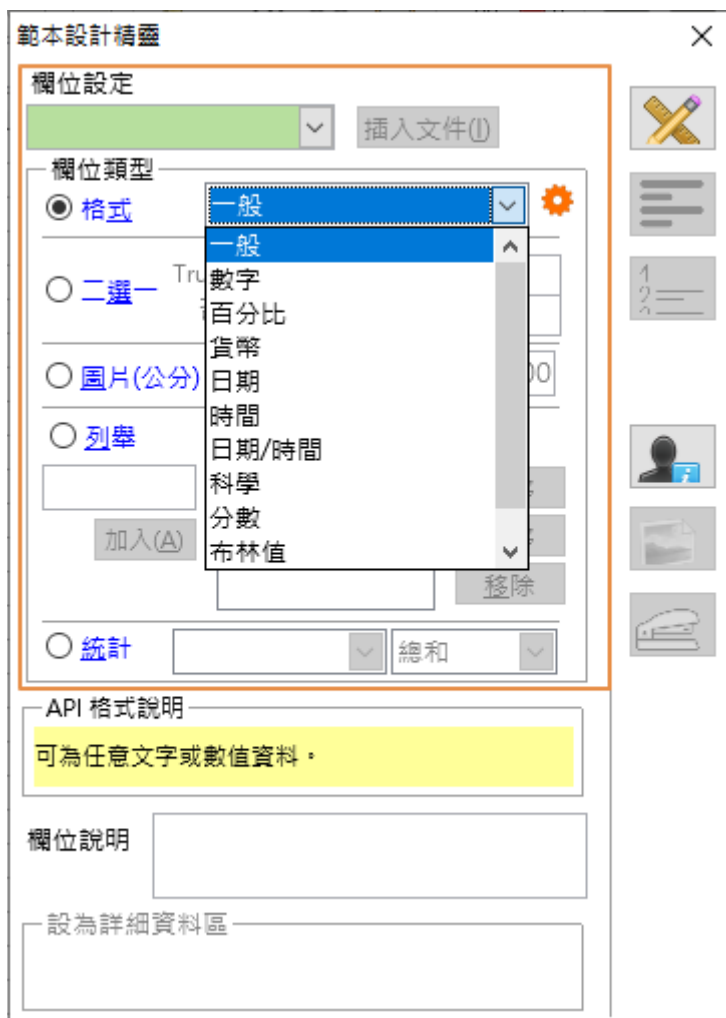 範本設計精靈
欄位設定
插入文件(I)
欄位類型
格式
一般
一般
二選一
Tru
數字
百分比
貨幣
圖片(公分)
00
日期
時間
列舉
日期/時間
科學
加入(A)
分數
布林值
移除
統計
總和
API 格式說明
可為任意文字或數值資料。
欄位說明
設為詳細資料區
1
2
i